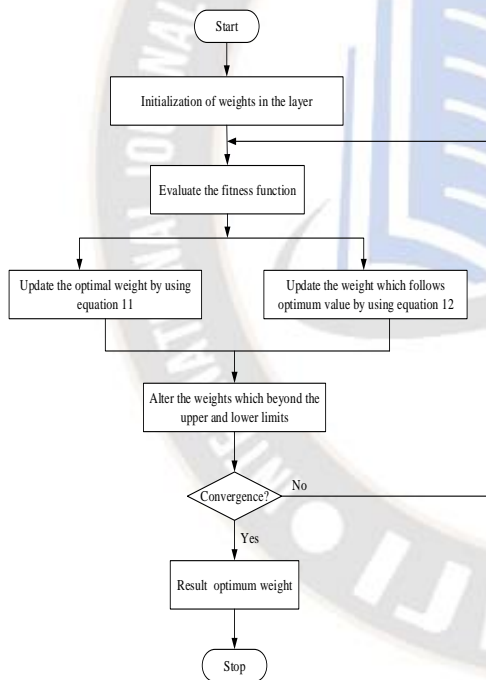 Start
Initialization of weights in the layer
Evaluate the fitness function
Update the optimal weight by using
equation 11
Update the weight which follows
optimum value by using equation 12
Alter the weights which beyond the
upper and lower limits
Convergence?
No
Yes
Result optimum weight
Stop